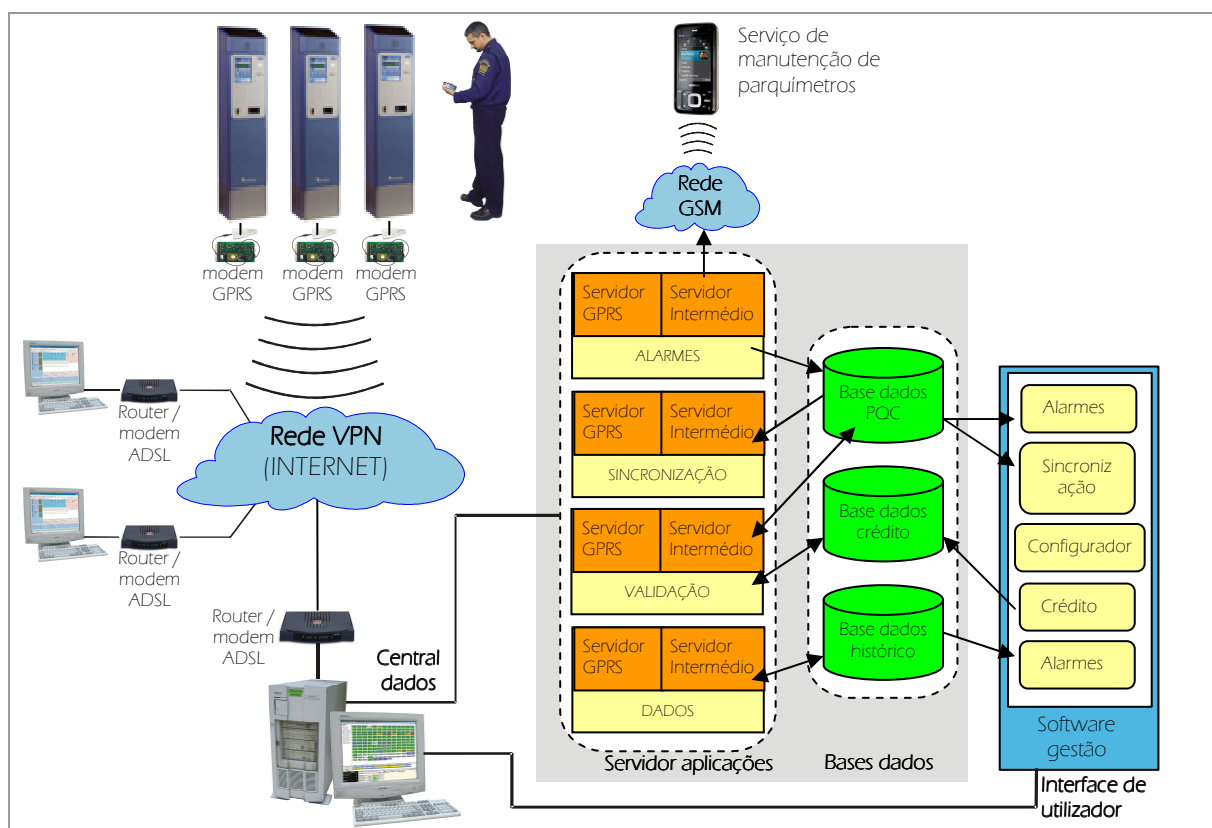 Serviço de
manutenção de
parquímetros
Rede
GSM
modem
GPRS
modem
GPRS
modem
GPRS
Servidor
GPRS
Servidor
Intermédio
ALARMES
Servidor
GPRS
Servidor
Intermédio
SINCRONIZAÇÃO
Servidor
GPRS
Servidor
Intermédio
VALIDAÇÃO
Servidor
GPRS
Servidor
Intermédio
DADOS
Servidor aplicações
Base dados
PQC
Base dados
crédito
Base dados
histórico
Bases dados
Alarmes
Sincroniz
ação
Configurador
Crédito
Alarmes
Software
gestão
Interface de
utilizador
Router /
modem
ADSL
Rede VPN
(INTERNET)
Router /
modem
ADSL
Router /
modem
ADSL
Central
dados